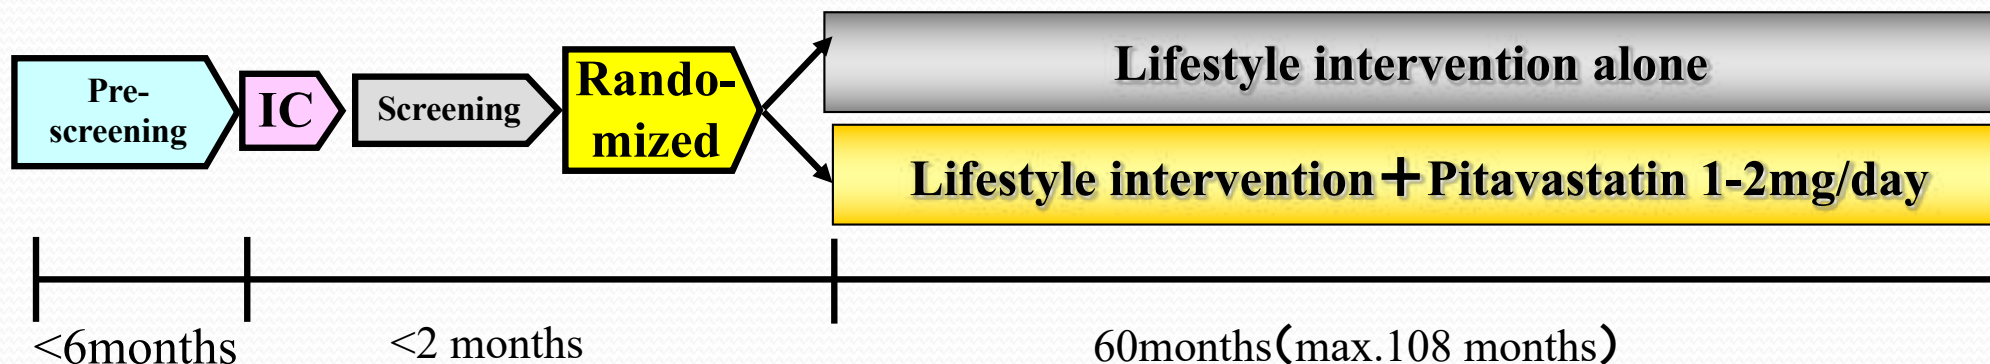 Pre-
screening
IC
Screening
Rando-
mized
Lifestyle intervention alone
Lifestyle intervention+Pitavastatin 1-2mg/day
<6months
<2 months
60months(max.108 months)